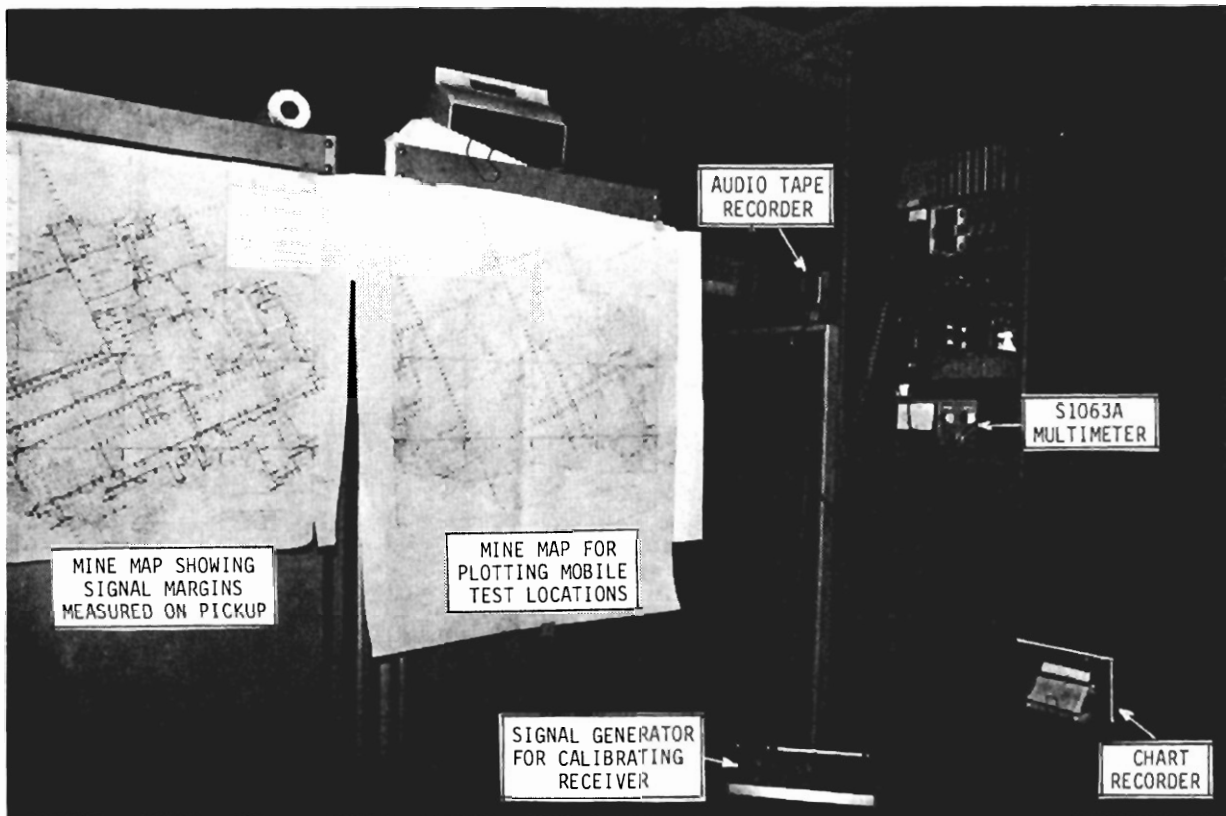 AUDIO TAPE
RECORDER
S1063A
MULTIMETER
MINE MAP SHOWING
SIGNAL MARGINS
MEASURED ON PICKUP
MINE MAP FOR
PLOTTING MOBILE
TEST LOCATIONS
SIGNAL GENERATOR
FOR CALIBRATING
RECEIVER
CHART
RECORDER